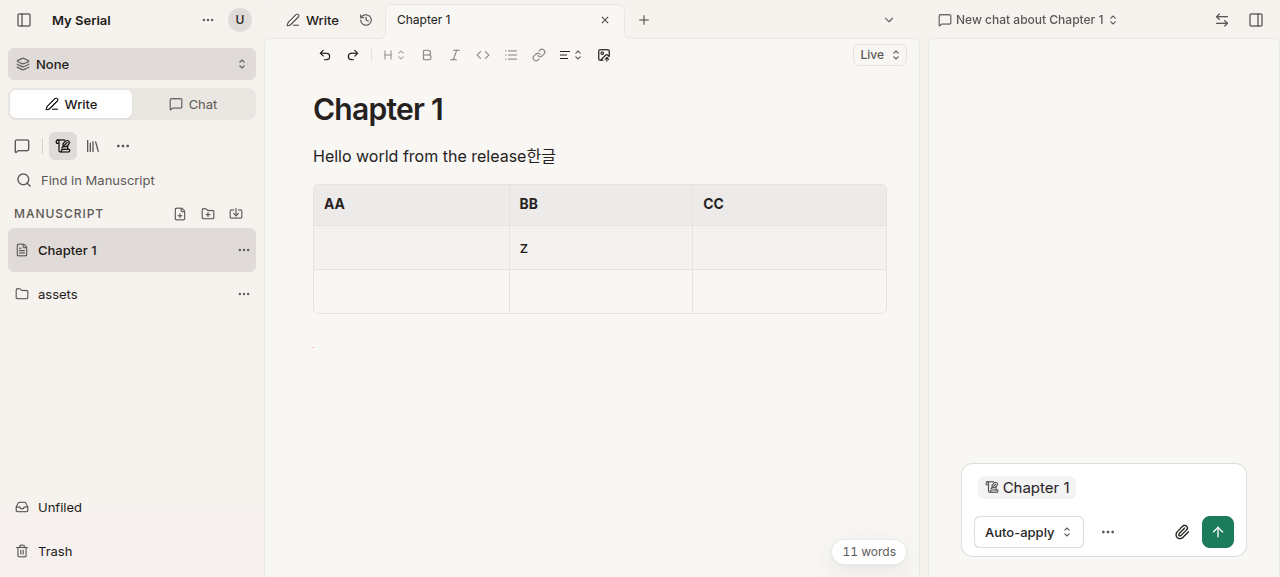 My Serial
U
Write
Chapter 1
New chat about Chapter 1
None
Write
Chat
H
B
I
Live
Find in Manuscript
MANUSCRIPT
Chapter 1
assets
Unfiled
Trash
Chapter 1
Hello world from the release한글
AA BB CC
z
11 words
Chapter 1
Auto-apply